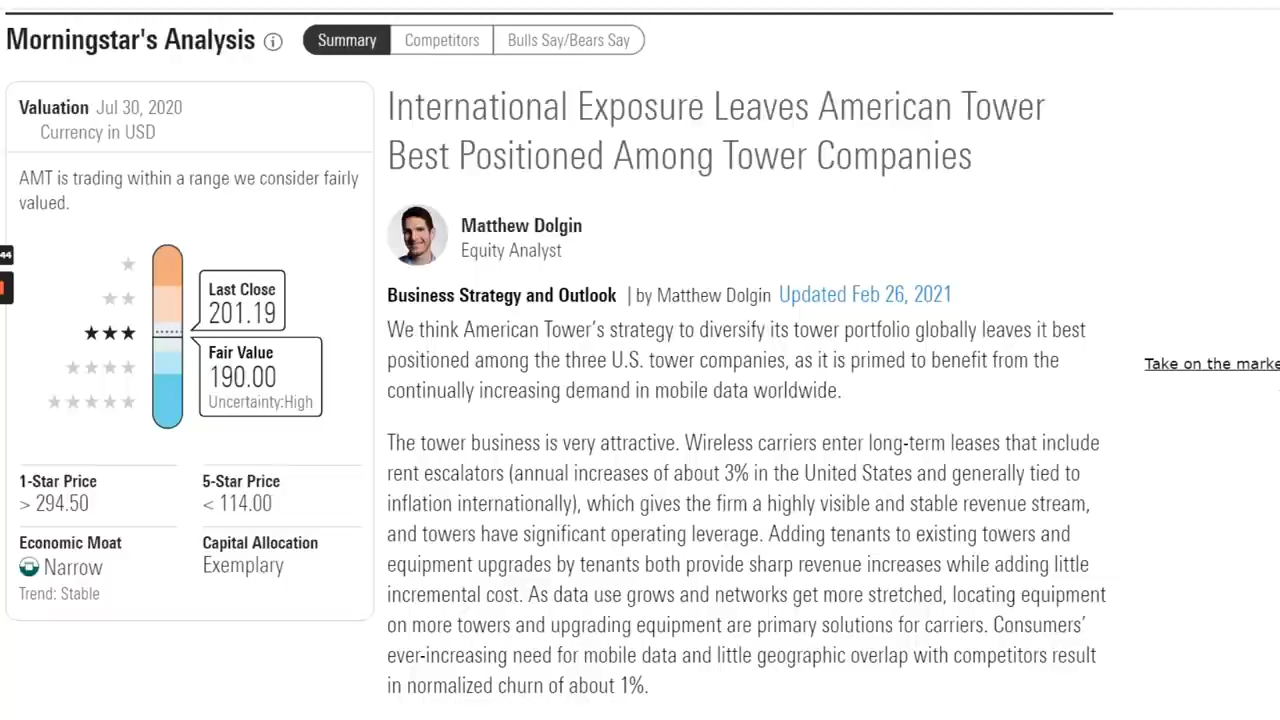 Morningstar's Analysis
Summary
Competitors
Bulls Say/Bears Say
Valuation Jul 30, 2020
Currency in USD
AMT is trading within a range we consider fairly
valued.
44
Last Close
201.19
Fair Value
190.00
Uncertainty:High
1-Star Price
> 294.50
5-Star Price
< 114.00
Economic Moat
Narrow
Trend: Stable
Capital Allocation
Exemplary
International Exposure Leaves American Tower
Best Positioned Among Tower Companies
Matthew Dolgin
Equity Analyst
Business Strategy and Outlook | by Matthew Dolgin Updated Feb 26, 2021
We think American Tower's strategy to diversify its tower portfolio globally leaves it best
positioned among the three U.S. tower companies, as it is primed to benefit from the
continually increasing demand in mobile data worldwide.
The tower business is very attractive. Wireless carriers enter long-term leases that include
rent escalators (annual increases of about 3% in the United States and generally tied to
inflation internationally), which gives the firm a highly visible and stable revenue stream,
and towers have significant operating leverage. Adding tenants to existing towers and
equipment upgrades by tenants both provide sharp revenue increases while adding little
incremental cost. As data use grows and networks get more stretched, locating equipment
on more towers and upgrading equipment are primary solutions for carriers. Consumers'
ever-increasing need for mobile data and little geographic overlap with competitors result
in normalized churn of about 1%.
Take on the marke